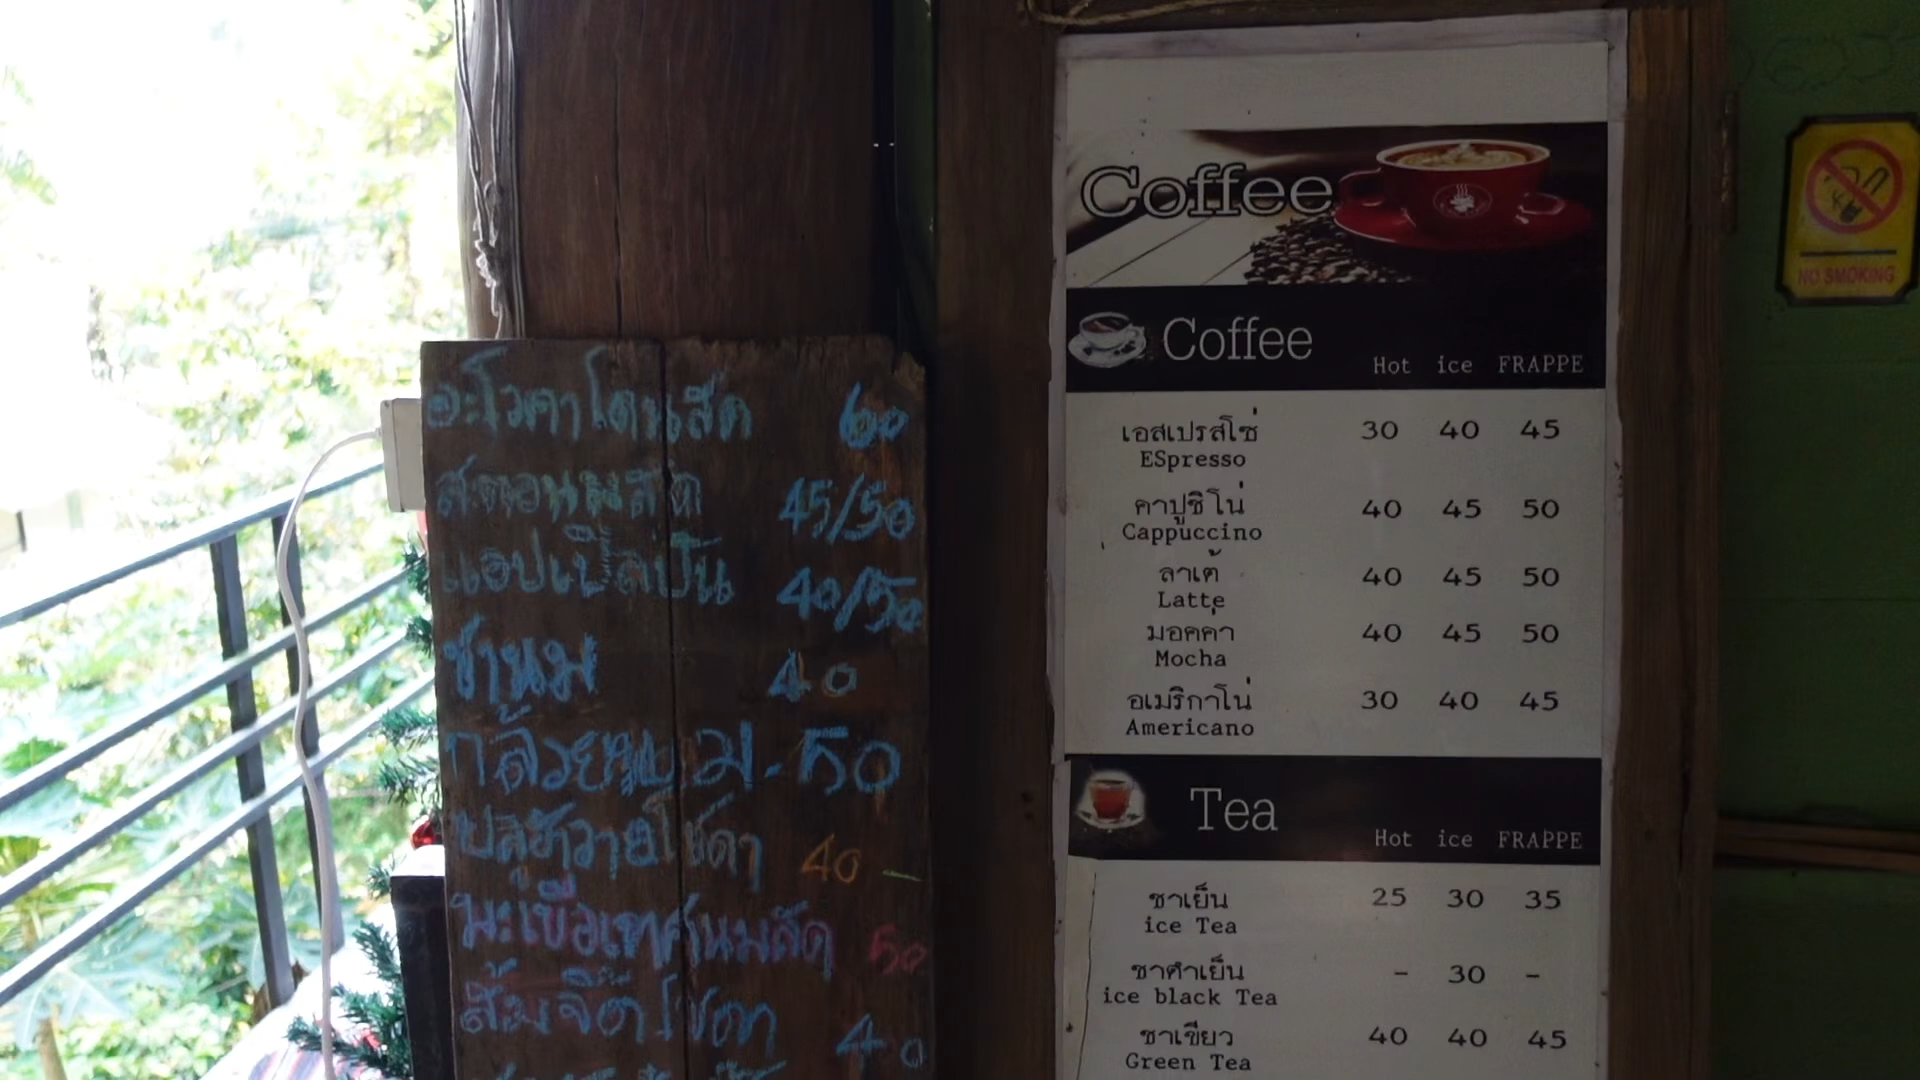 อะโวคาโดนมสด 60
สตอนมสด 45/50
แอปเปิลปั่น 40/50
ชานม 40
กล้วยนม - 50
บลูฮาวายโซดา 40 -
มะเขือเทศนมสด 50
ส้มจี๊ดโซดา 40
Coffee
Coffee
Hot ice FRAPPE
เอสเปรสโซ่ 30 40 45
ESpresso
คาปูชิโน่ 40 45 50
Cappuccino
ลาเต้ 40 45 50
Latte
มอคค่า 40 45 50
Mocha
อเมริกาโน่ 30 40 45
Americano
Tea
Hot ice FRAPPE
ชาเย็น 25 30 35
ice Tea
ชาดำเย็น - 30 -
ice black Tea
ชาเขียว 40 40 45
Green Tea
NO SMOKING